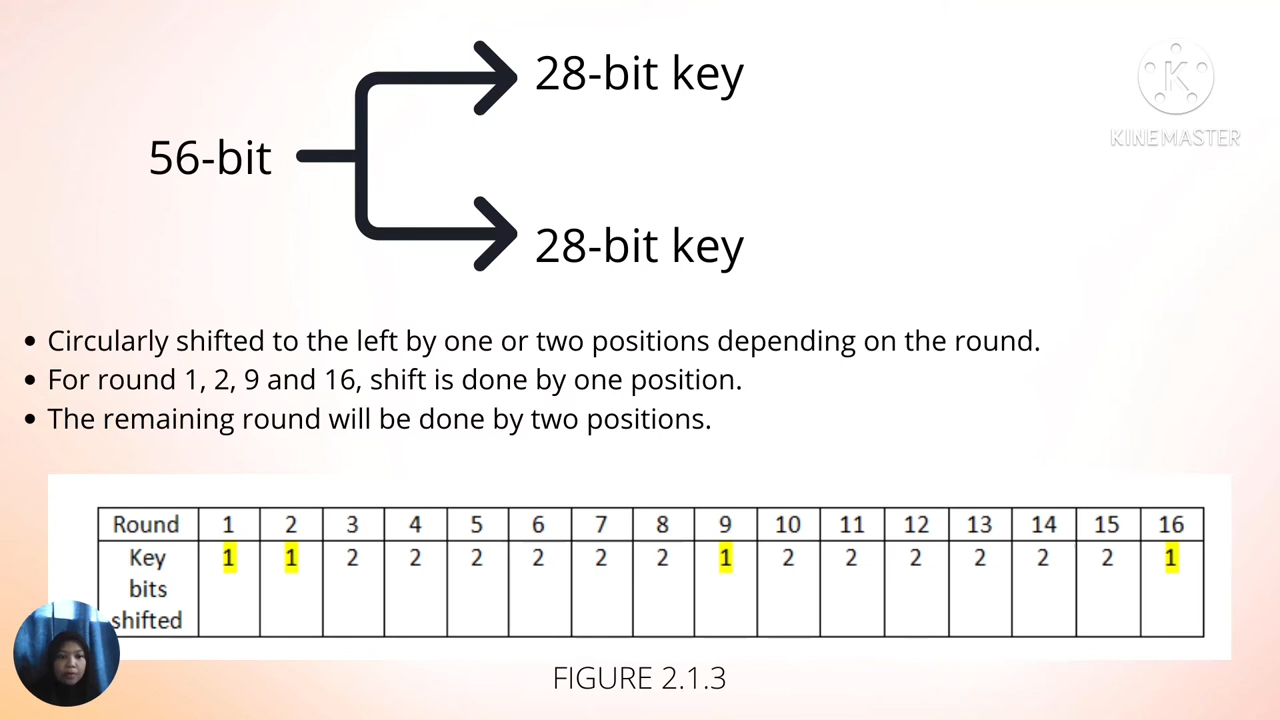 28-bit key
KINEMASTER
56-bit
28-bit key
• Circularly shifted to the left by one or two positions depending on the round.
• For round 1, 2, 9 and 16, shift is done by one position.
• The remaining round will be done by two positions.
Round 1 2 3 4 5 6 7 8 9 10 11 12 13 14 15 16
Key 1 1 2 2 2 2 2 2 1 2 2 2 2 2 2 1
bits
shifted
FIGURE 2.1.3